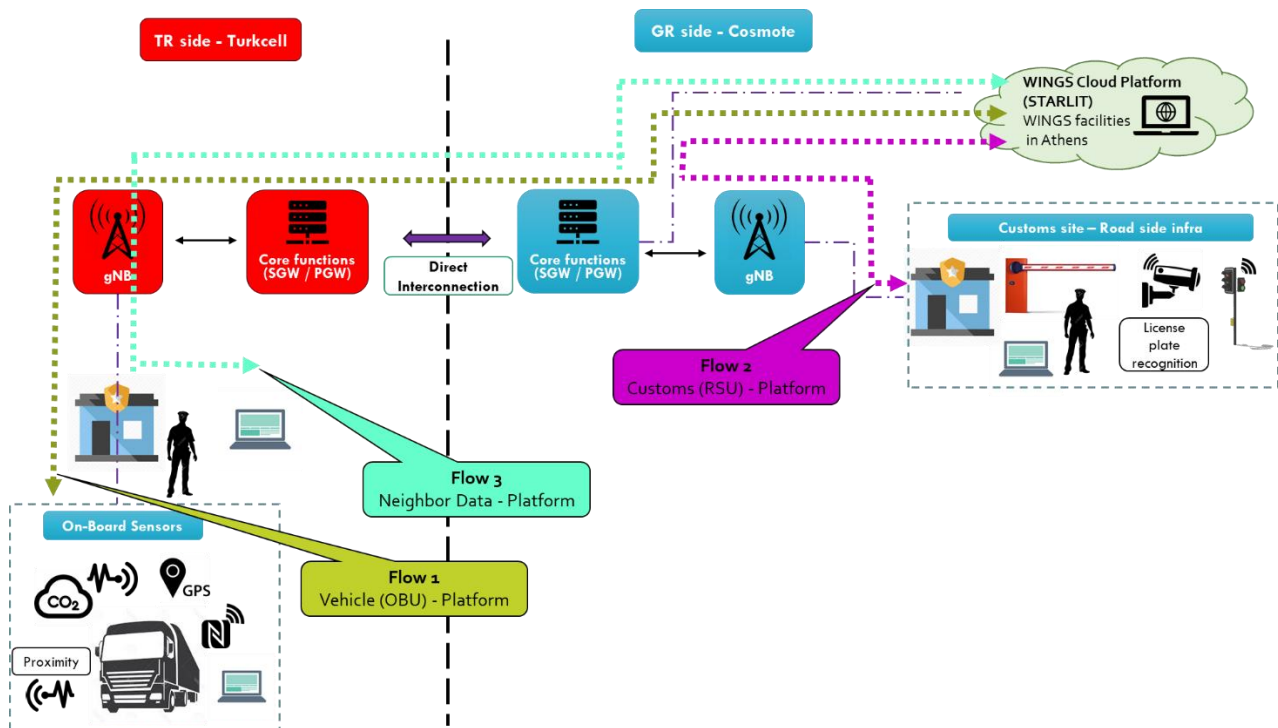 TR side - Turkcell
GR side - Cosmote
WINGS Cloud Platform
(STARLIT)
WINGS facilities
in Athens
gNB
Core functions
(SGW / PGW)
Direct
Interconnection
Core functions
(SGW / PGW)
gNB
Customs site – Road side infra
License
plate
recognition
Flow 2
Customs (RSU) - Platform
Flow 3
Neighbor Data - Platform
On-Board Sensors
CO2
GPS
Proximity
Flow 1
Vehicle (OBU) - Platform